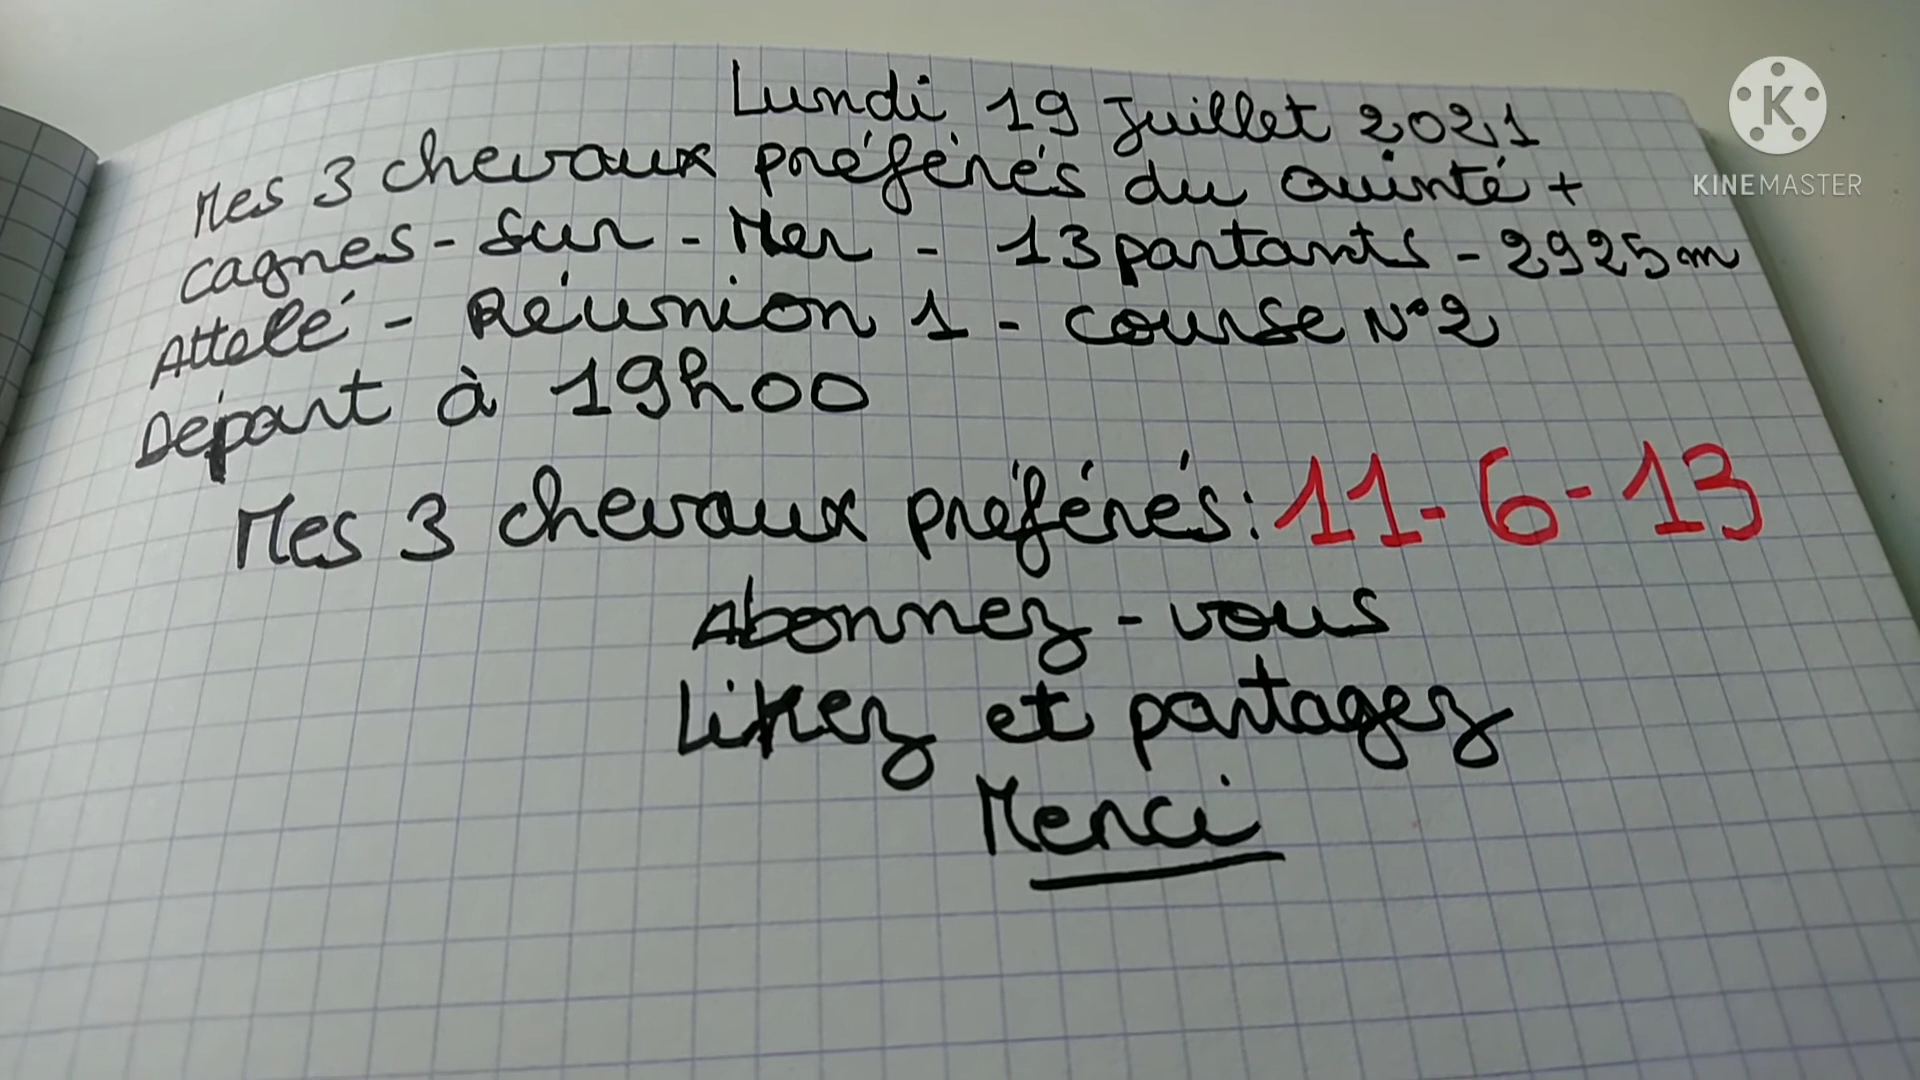 Lundi 19 Juillet 2021
Mes 3 chevaux préférés du Quinté +
Cagnes - Sur - Mer - 13 partants - 2925m
Attelé - Réunion 1 - course N°2
Départ à 19h00
Mes 3 chevaux préférés : 11 - 6 - 13
Abonnez - vous
Likez et partagez
Merci
K
KINEMASTER